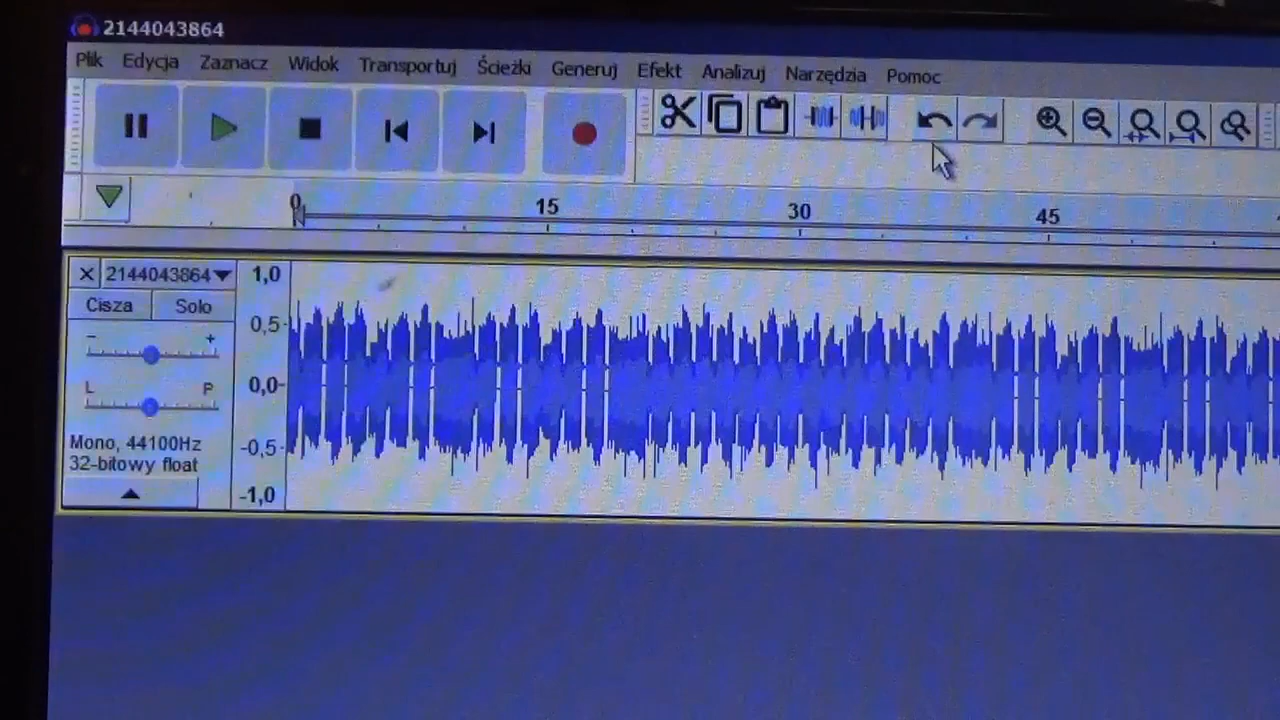 2144043864
Plik Edycja Zaznacz Widok Transportuj Ścieżki Generuj Efekt Analizuj Narzędzia Pomoc
0 15 30 45
2144043864
Cisza Solo
- +
L P
Mono, 44100Hz
32-bitowy float
1,0
0,5
0,0
-0,5
-1,0